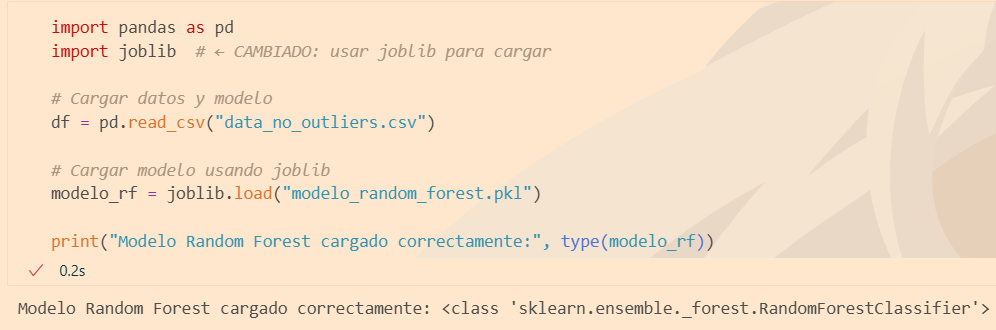 import pandas as pd
import joblib  # ← CAMBIADO: usar joblib para cargar
# Cargar datos y modelo
df = pd.read_csv("data_no_outliers.csv")
# Cargar modelo usando joblib
modelo_rf = joblib.load("modelo_random_forest.pkl")
print("Modelo Random Forest cargado correctamente:", type(modelo_rf))
0.2s
Modelo Random Forest cargado correctamente: <class 'sklearn.ensemble._forest.RandomForestClassifier'>